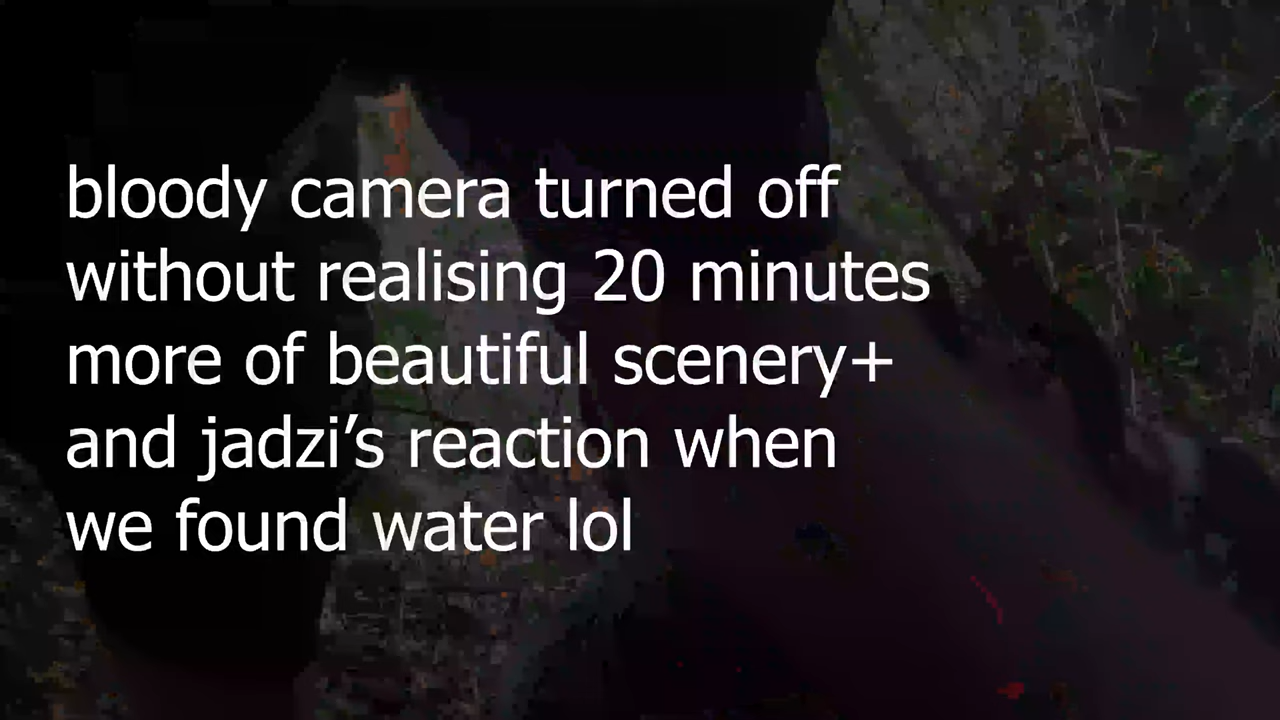 bloody camera turned off
without realising 20 minutes
more of beautiful scenery+
and jadzi’s reaction when
we found water lol